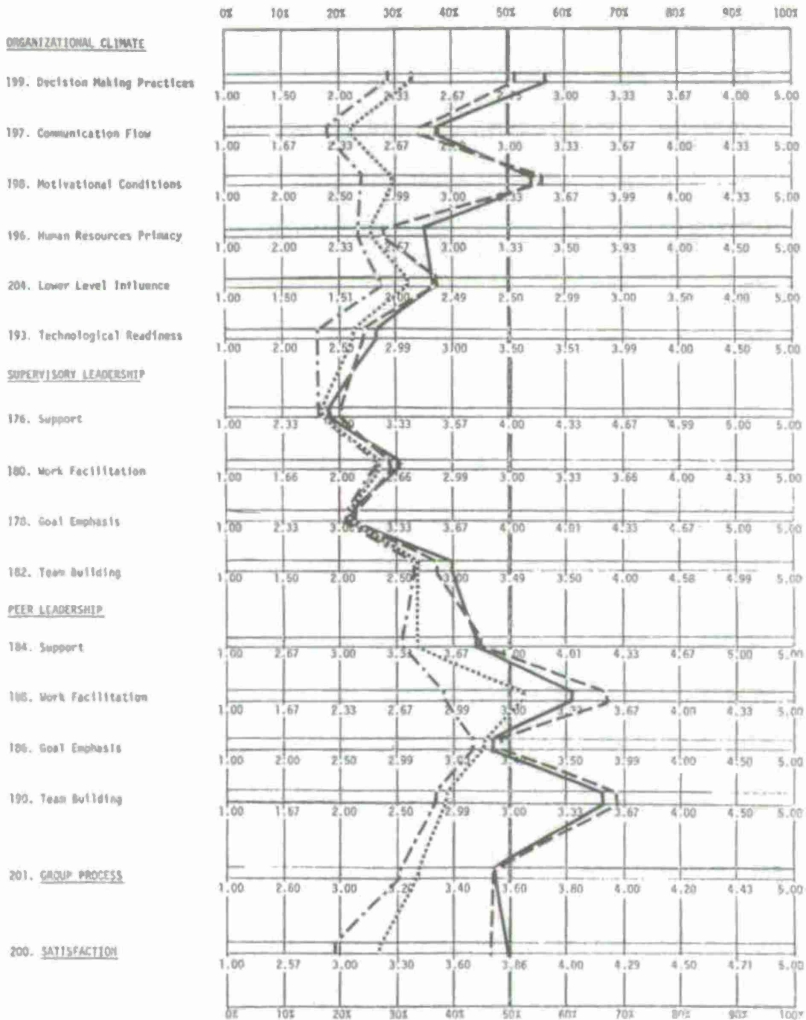 0% 10% 20% 30% 40% 50% 60% 70% 80% 90% 100%
ORGANIZATIONAL CLIMATE
199. Decision Making Practices
1.00 1.50 2.00 2.33 2.67 3.00 3.33 3.67 4.00 5.00
197. Communication Flow
1.00 1.67 2.00 2.33 2.67 3.00 3.33 3.67 4.00 4.33 5.00
198. Motivational Conditions
1.00 2.00 2.50 2.99 3.00 3.33 3.67 3.99 4.00 4.33 5.00
196. Human Resources Primacy
1.00 2.00 2.33 2.67 3.00 3.33 3.50 3.93 4.00 4.50 5.00
204. Lower Level Influence
1.00 1.50 1.51 2.00 2.49 2.50 2.99 3.00 3.50 4.00 5.00
193. Technological Readiness
1.00 2.00 2.99 3.00 3.50 3.51 3.99 4.00 4.50 5.00
SUPERVISORY LEADERSHIP
176. Support
1.00 2.33 3.33 3.67 4.00 4.33 4.67 4.99 5.00 5.00
180. Work Facilitation
1.00 1.66 2.00 2.66 2.99 3.00 3.33 3.66 4.00 4.33 5.00
178. Goal Emphasis
1.00 2.33 3.33 3.67 4.00 4.01 4.33 4.67 5.00 5.00
182. Team Building
1.00 1.50 2.00 2.50 3.00 3.49 3.50 4.00 4.58 4.99 5.00
PEER LEADERSHIP
184. Support
1.00 2.67 3.00 3.33 3.67 4.00 4.01 4.33 4.67 5.00 5.00
188. Work Facilitation
1.00 1.67 2.33 2.67 2.99 3.00 3.67 4.00 4.33 5.00
186. Goal Emphasis
1.00 2.33 2.67 3.00 3.33 3.67 4.00 4.50 5.00
190. Team Building
1.00 1.67 2.00 2.50 2.99 3.00 3.33 3.67 4.00 4.50 5.00
201. GROUP PROCESS
1.00 2.60 3.00 3.20 3.40 3.60 3.80 4.00 4.20 4.43 5.00
200. SATISFACTION
1.00 2.57 3.00 3.30 3.60 3.86 4.00 4.29 4.50 4.71 5.00
0% 10% 20% 30% 40% 50% 60% 70% 80% 90% 100%